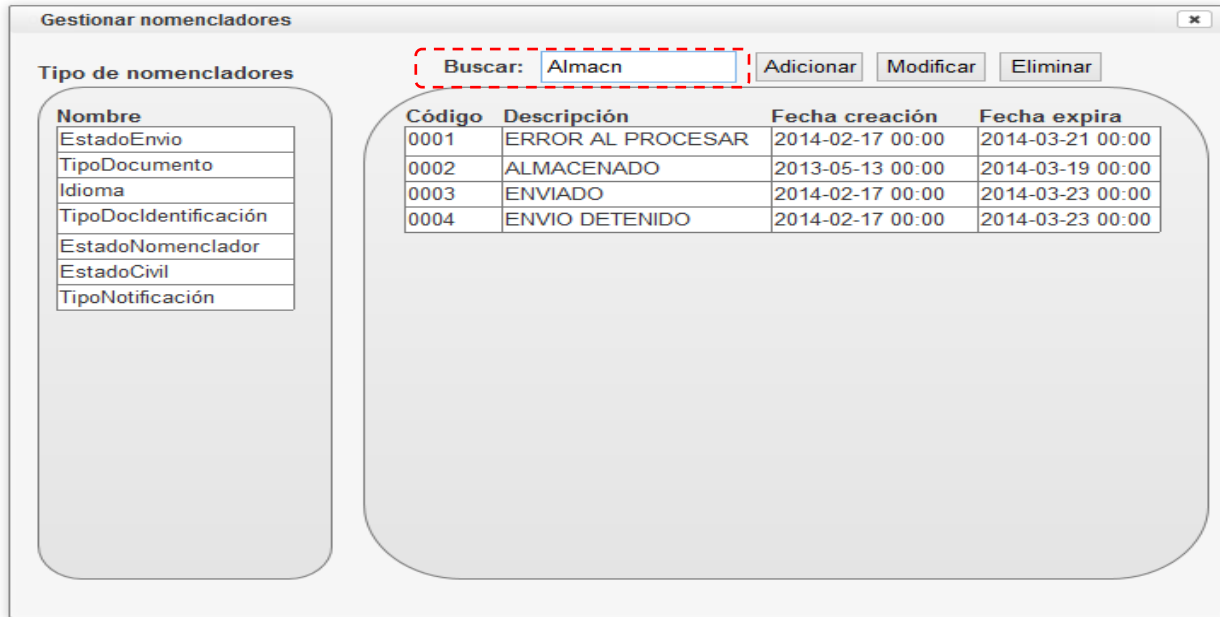 Gestionar nomencladores
Buscar: Almacn Adicionar Modificar Eliminar
Tipo de nomencladores
Nombre
EstadoEnvio
TipoDocumento
Idioma
TipoDocIdentificación
EstadoNomenclador
EstadoCivil
TipoNotificación
Código Descripción Fecha creación Fecha expira
0001 ERROR AL PROCESAR 2014-02-17 00:00 2014-03-21 00:00
0002 ALMACENADO 2013-05-13 00:00 2014-03-19 00:00
0003 ENVIADO 2014-02-17 00:00 2014-03-23 00:00
0004 ENVIO DETENIDO 2014-02-17 00:00 2014-03-23 00:00